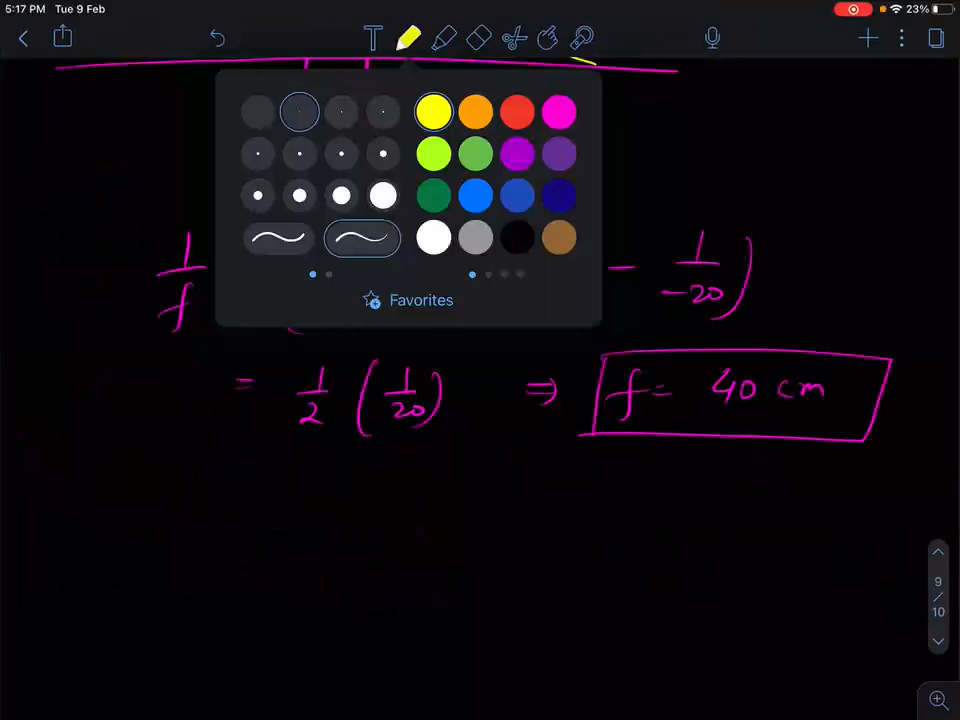 5:17 PM Tue 9 Feb 23%
T
1/f - 1/-20)
= 1/2 (1/20) ⇒ f = 40 cm
Favorites
9
/
10